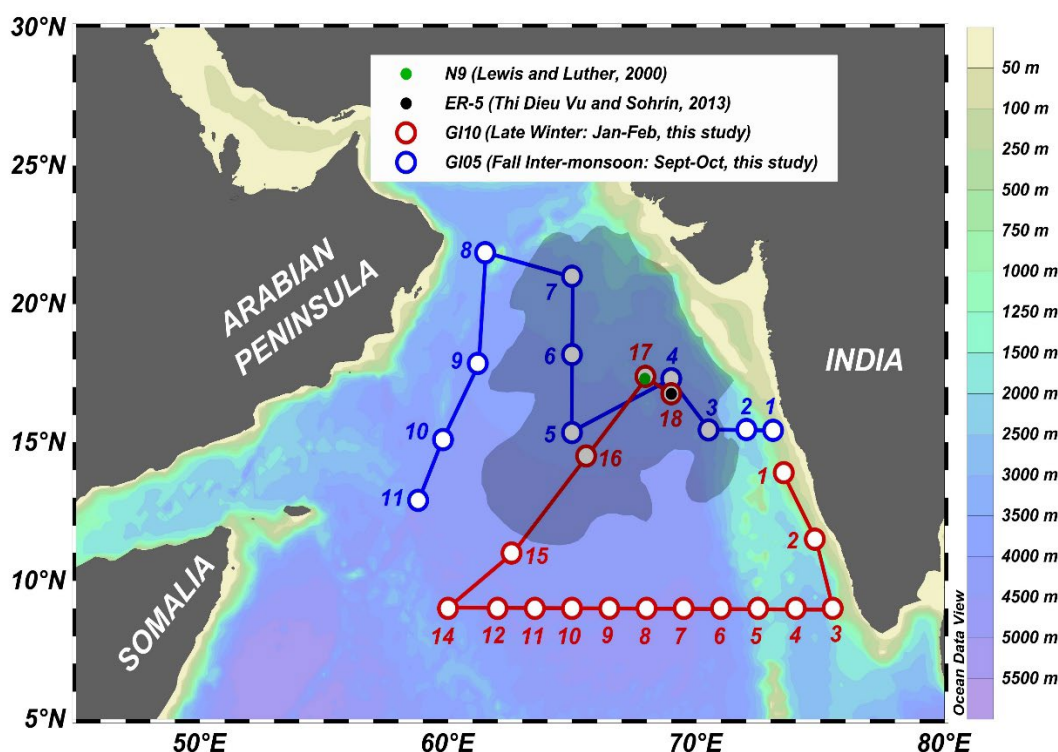 30°N
25°N
20°N
15°N
10°N
5°N
50°E
60°E
70°E
80°E
N9 (Lewis and Luther, 2000)
ER-5 (Thi Dieu Vu and Sohrin, 2013)
GI10 (Late Winter: Jan-Feb, this study)
GI05 (Fall Inter-monsoon: Sept-Oct, this study)
ARABIAN
PENINSULA
INDIA
SOMALIA
8
7
9
6
17
4
10
5
18
3
2
1
16
11
1
2
15
14
12
11
10
9
8
7
6
5
4
3
50 m
100 m
250 m
500 m
750 m
1000 m
1250 m
1500 m
2000 m
2500 m
3000 m
3500 m
4000 m
4500 m
5000 m
5500 m
Ocean Data View